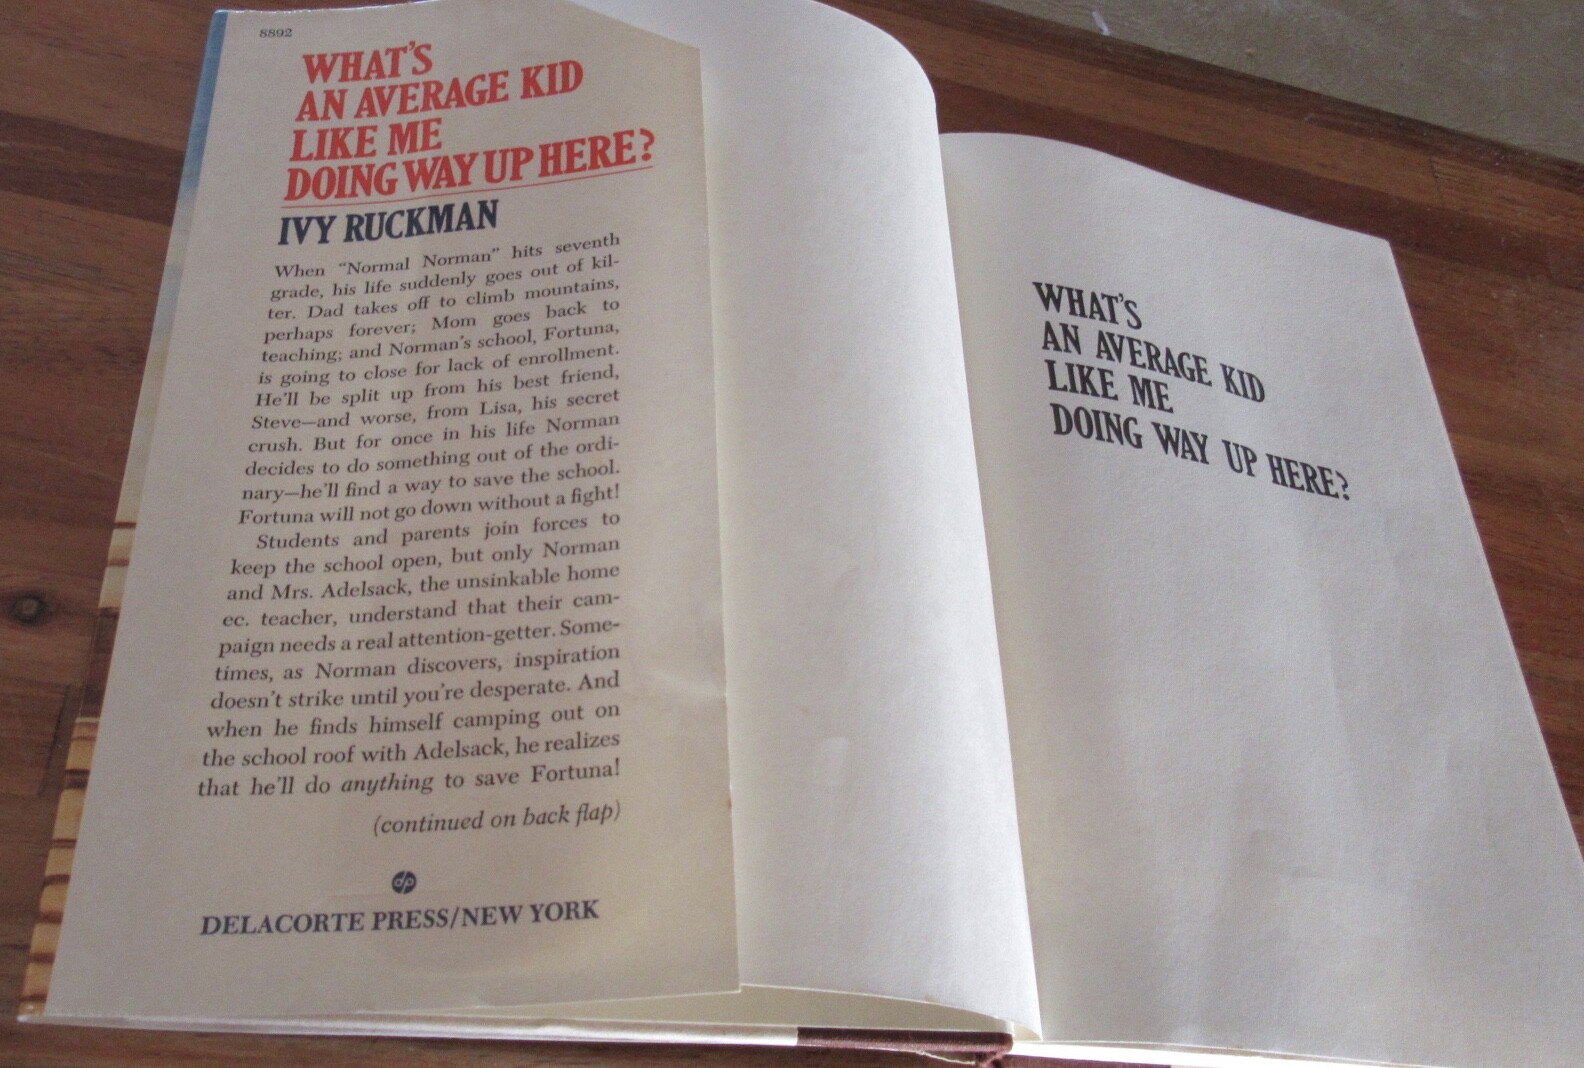 8892
WHAT'S
AN AVERAGE KID
LIKE ME
DOING WAY UP HERE?
IVY RUCKMAN
When "Normal Norman" hits seventh
grade, his life suddenly goes out of kil-
ter. Dad takes off to climb mountains,
perhaps forever; Mom goes back to
teaching; and Norman's school, Fortuna,
is going to close for lack of enrollment.
He'll be split up from his best friend,
Steve—and worse, from Lisa, his secret
crush. But for once in his life Norman
decides to do something out of the ordi-
nary—he'll find a way to save the school.
Fortuna will not go down without a fight!
Students and parents join forces to
keep the school open, but only Norman
and Mrs. Adelsack, the unsinkable home
ec. teacher, understand that their cam-
paign needs a real attention-getter. Some-
times, as Norman discovers, inspiration
doesn't strike until you're desperate. And
when he finds himself camping out on
the school roof with Adelsack, he realizes
that he'll do anything to save Fortuna!
(continued on back flap)
dp
DELACORTE PRESS/NEW YORK
WHAT'S
AN AVERAGE KID
LIKE ME
DOING WAY UP HERE?